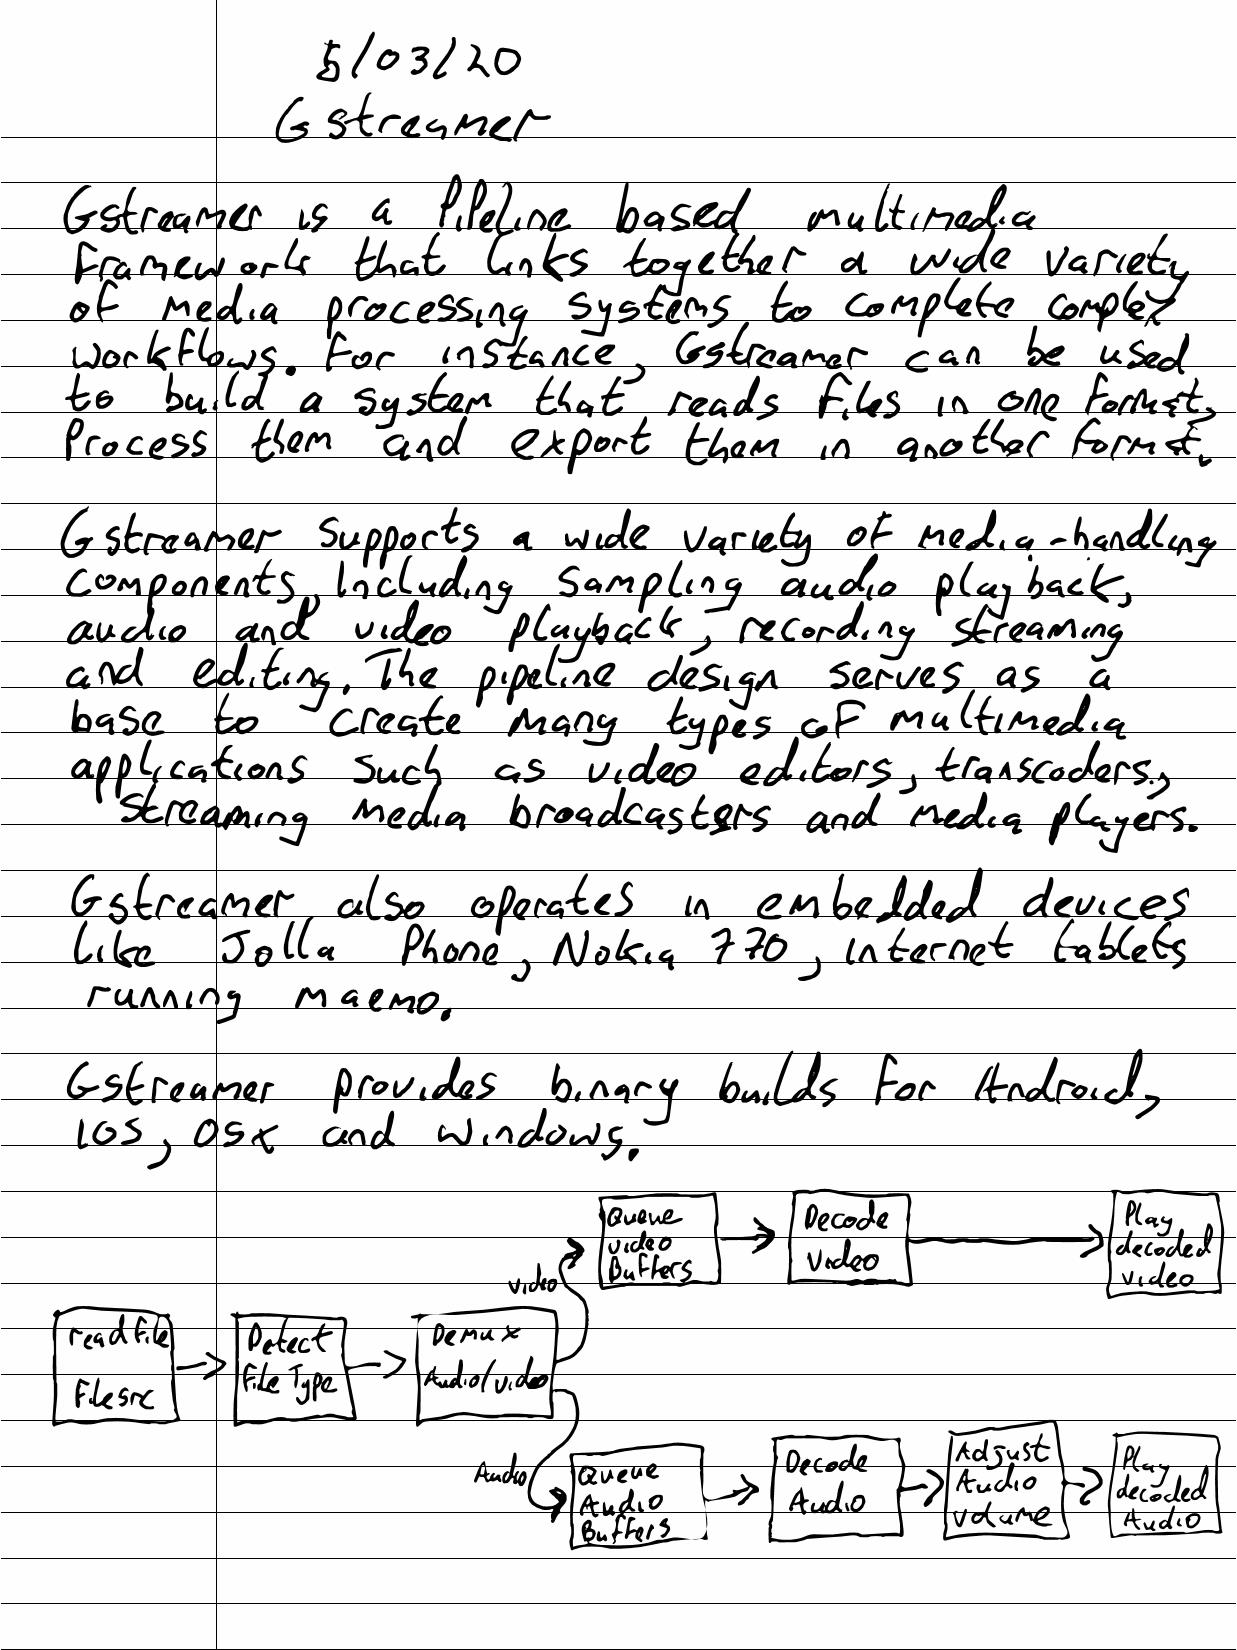 5/03/20
Gstreamer
Gstreamer is a Pipeline based multimedia
framework that links together a wide variety
of media processing systems to complete complex
workflows. For instance, Gstreamer can be used
to build a system that reads files in one format,
Process them and export them in another format.
Gstreamer Supports a wide variety of media-handling
components, Including Sampling audio playback,
audio and video playback, recording streaming
and editing. The pipeline design serves as a
base to create many types of multimedia
applications Such as video editors, transcoders,
Streaming media broadcasters and media players.
Gstreamer also operates in embedded devices
like Jolla Phone, Nokia 770, internet tablets
running maemo.
Gstreamer provides binary builds for Android,
IOS, OSX and windows.
Queue
video
Buffers
Decode
Video
Play
decoded
video
video
read file
Filesrc
Detect
File Type
Demux
Audio/video
Audio
Queue
Audio
Buffers
Decode
Audio
Adjust
Audio
volume
Play
decoded
Audio